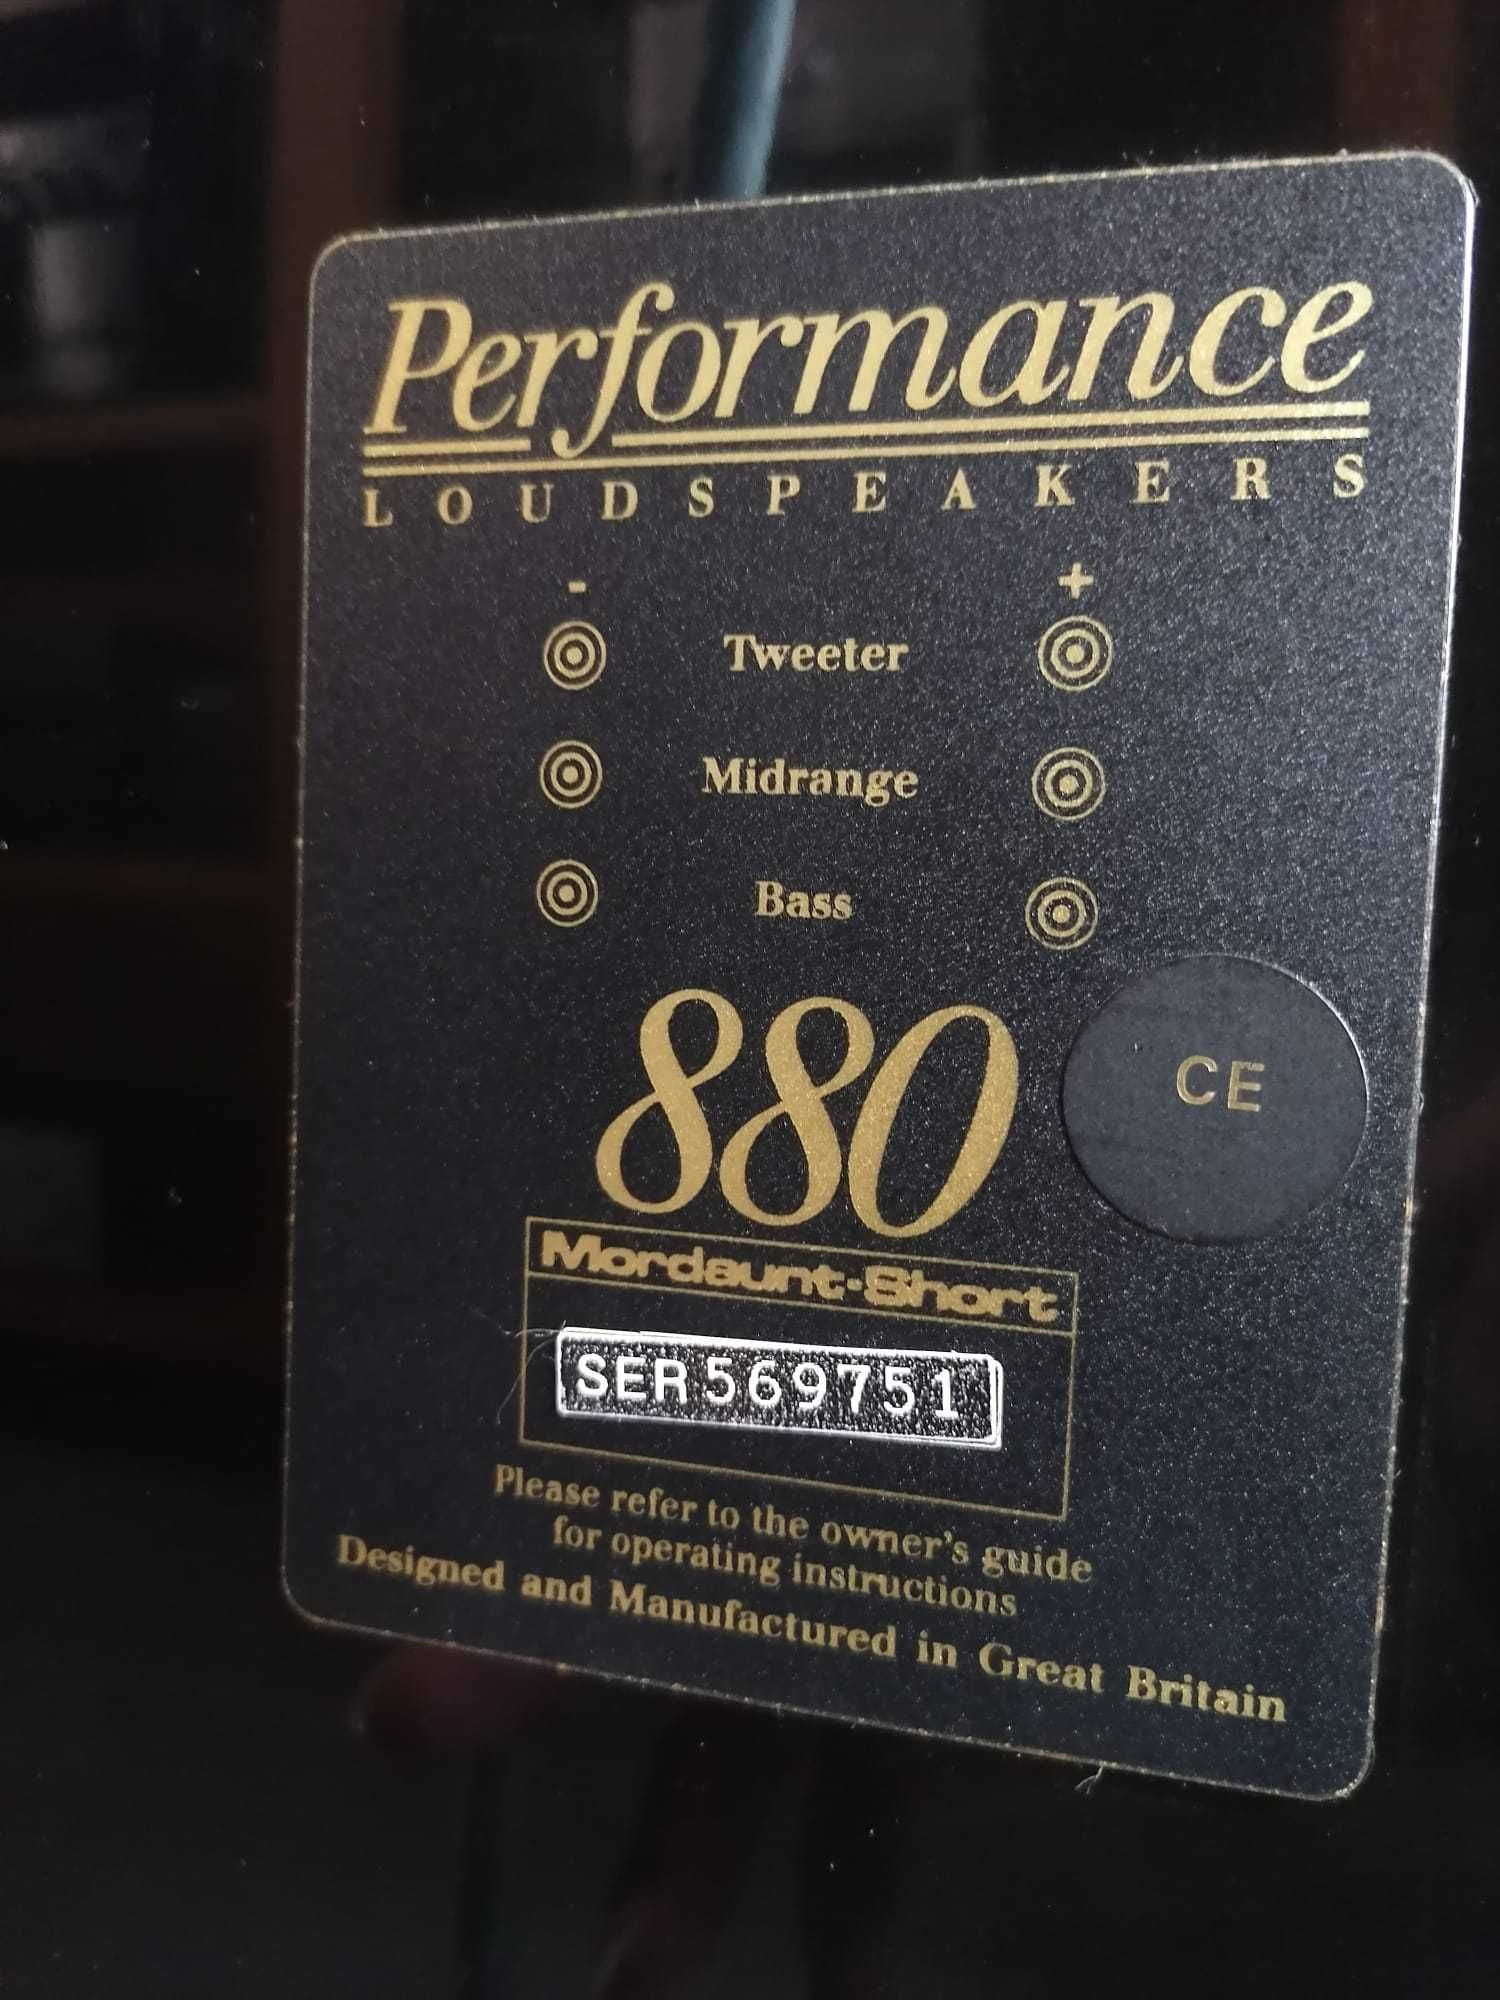 Performance
LOUDSPEAKERS
- +
Tweeter
Midrange
Bass
880
CE
Mordaunt-Short
SER 569751
Please refer to the owner's guide
for operating instructions
Designed and Manufactured in Great Britain